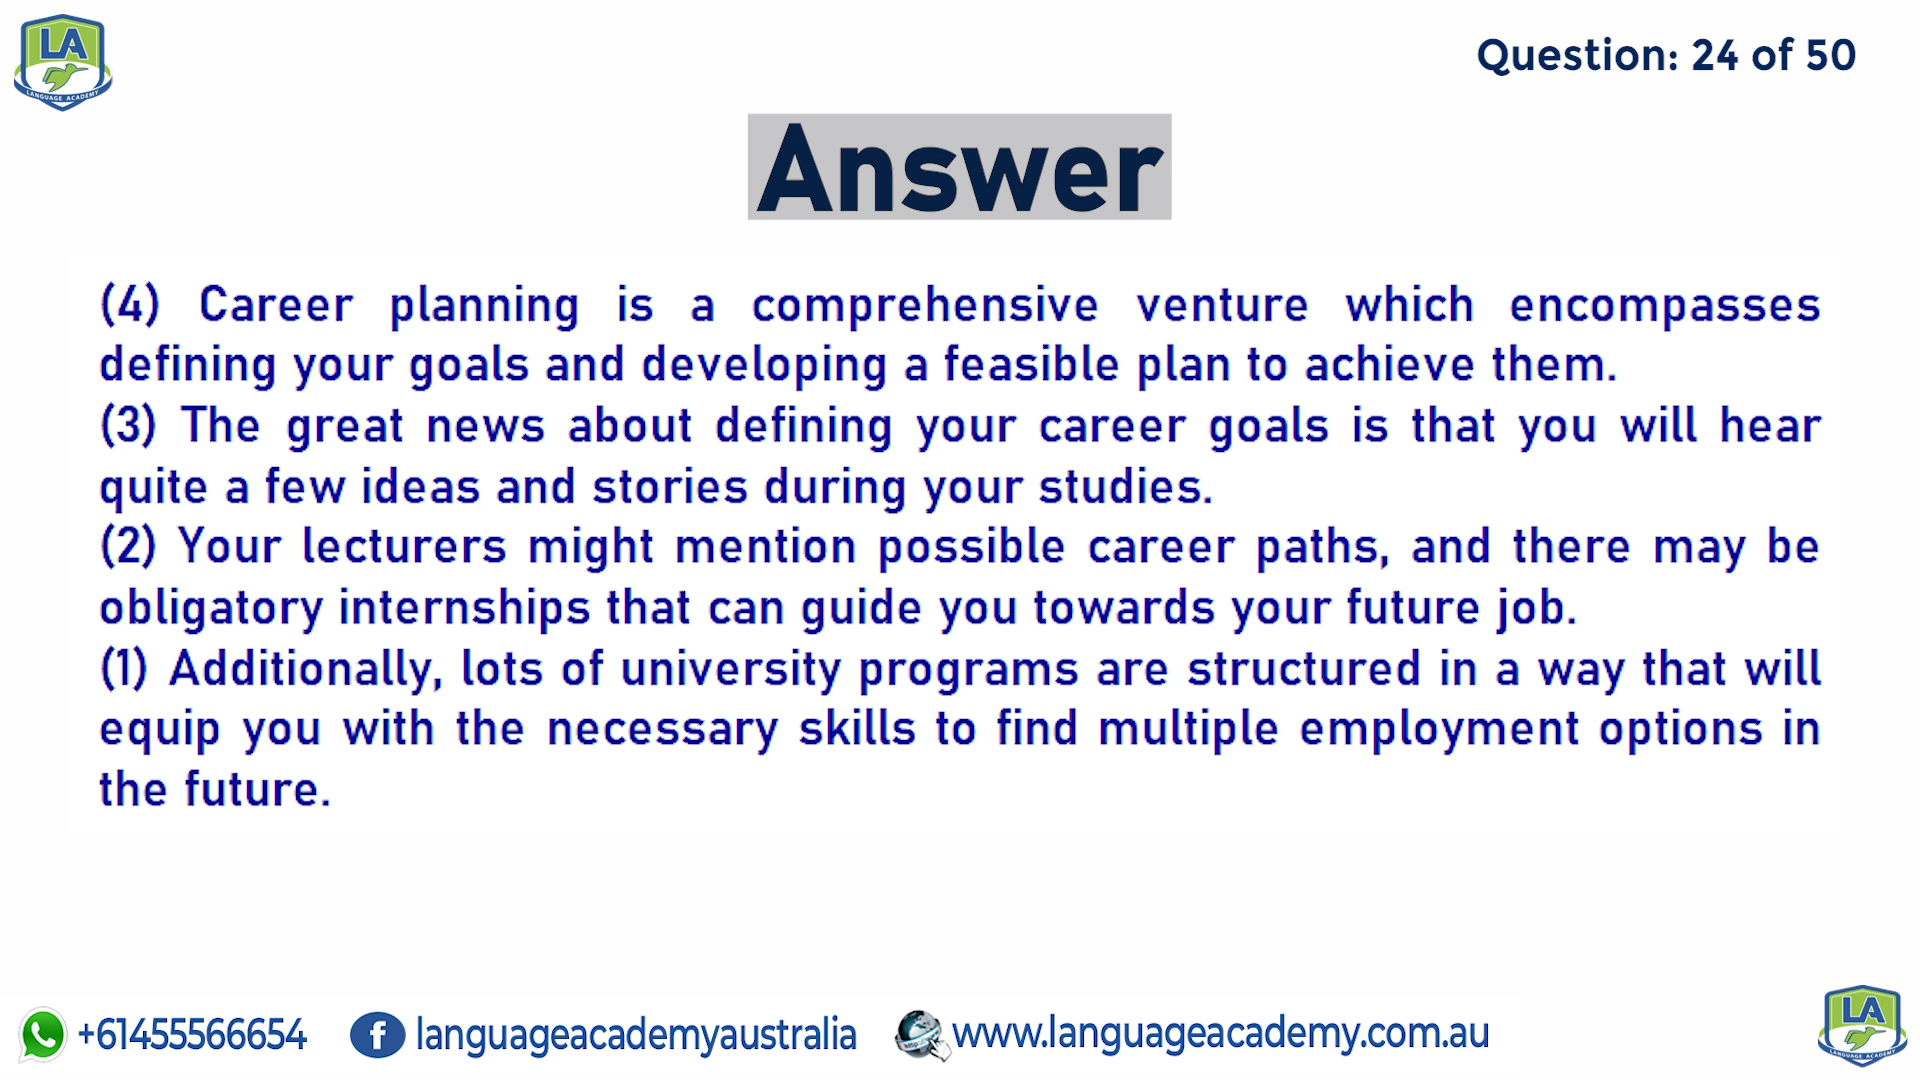 LA
LANGUAGE ACADEMY
Question: 24 of 50
Answer
(4) Career planning is a comprehensive venture which encompasses
defining your goals and developing a feasible plan to achieve them.
(3) The great news about defining your career goals is that you will hear
quite a few ideas and stories during your studies.
(2) Your lecturers might mention possible career paths, and there may be
obligatory internships that can guide you towards your future job.
(1) Additionally, lots of university programs are structured in a way that will
equip you with the necessary skills to find multiple employment options in
the future.
+61455566654
languageacademyaustralia
www.languageacademy.com.au
LA
LANGUAGE ACADEMY